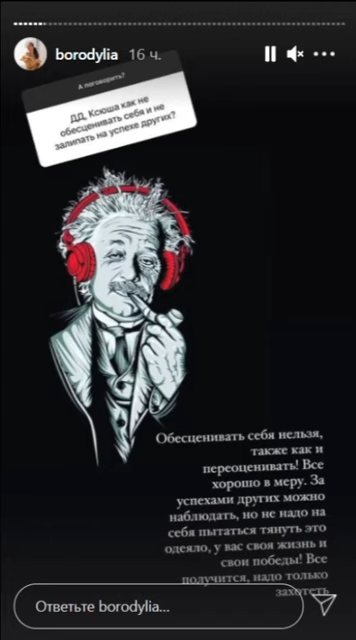 borodylia 16 ч.
А поговорить?
ДД, Ксюша как не
обесценивать себя и не
залипать на успехе других?
Обесценивать себя нельзя,
также как и
переоценивать! Все
хорошо в меру. За
успехами других можно
наблюдать, но не надо на
себя пытаться тянуть это
одеяло, у вас своя жизнь и
свои победы! Все
получится, надо только
захотеть
Ответьте borodylia...